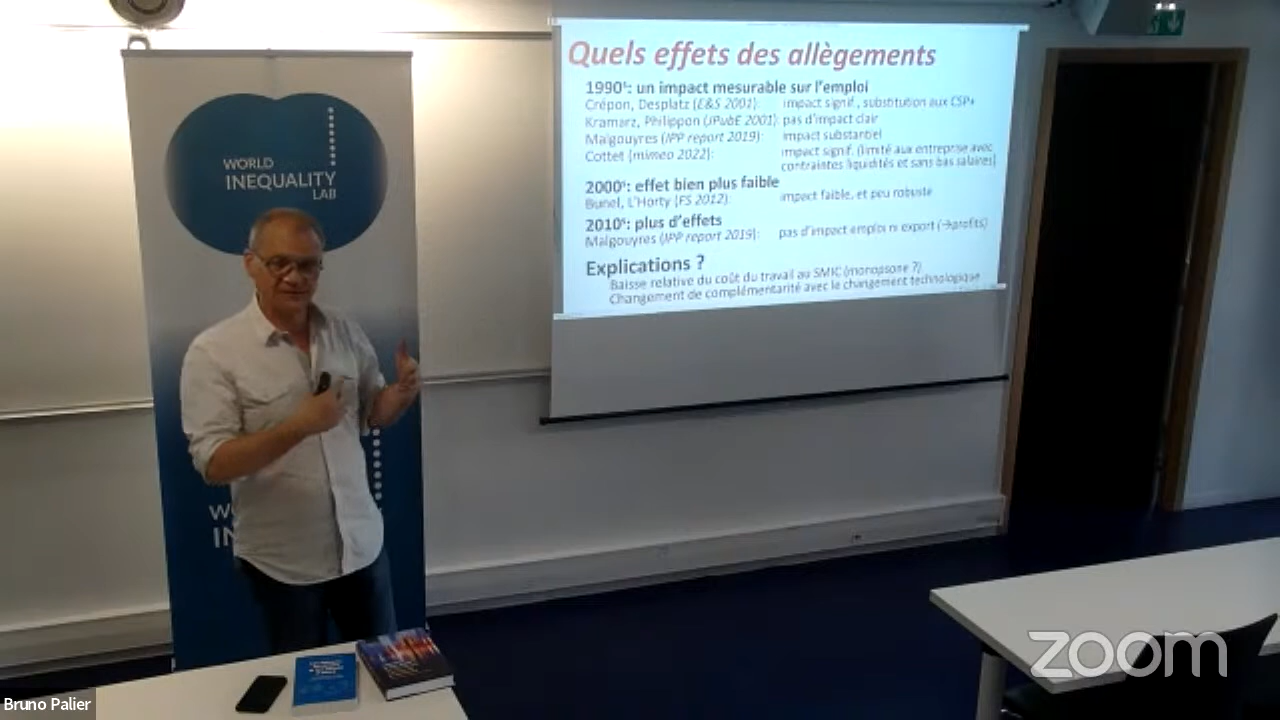 WORLD
INEQUALITY
LAB
Quels effets des allègements
1990ˢ: un impact mesurable sur l'emploi
Crépon, Desplatz (E&S 2001): impact signif., substitution aux CSP+
Kramarz, Philippon (JPubE 2001): pas d'impact clair
Malgouyres (IPP report 2019): impact substantiel
Cottet (mimeo 2022): impact signif. (limité aux entreprise avec
contraintes liquidités et sans bas salaires)
2000ˢ: effet bien plus faible
Bunel, L'Horty (FS 2012): impact faible, et peu robuste
2010ˢ: plus d'effets
Malgouyres (IPP report 2019): pas d'impact emploi ni export (→profits)
Explications ?
Baisse relative du coût du travail au SMIC (monopsone ?)
Changement de complémentarité avec le changement technologique
WO
IN
Bruno Palier
zoom